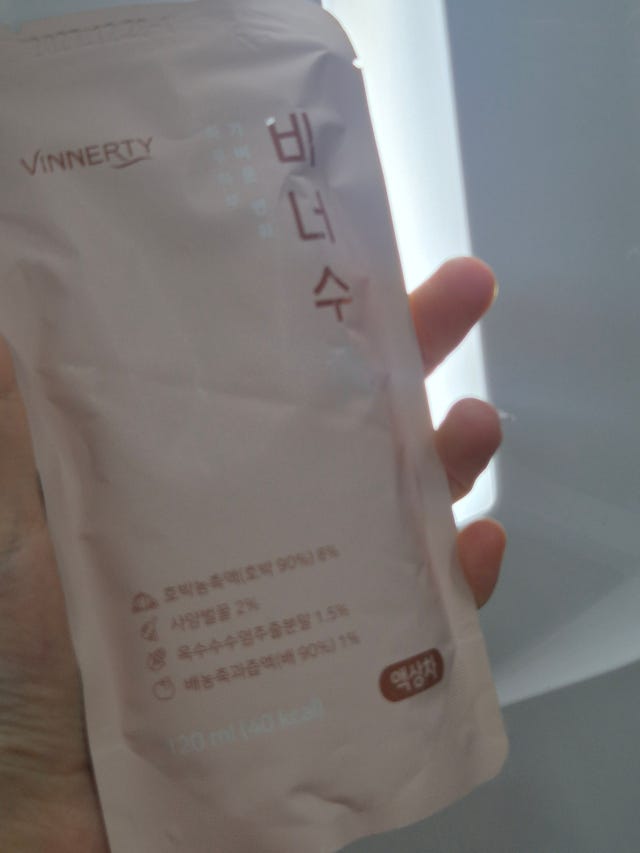 VINNERTY
비너수
호박농축액(호박 90%) 6%
사양벌꿀 2%
옥수수수염추출분말 1.5%
배농축과즙액(배 90%) 1%
액상차
120 ml (40 kcal)